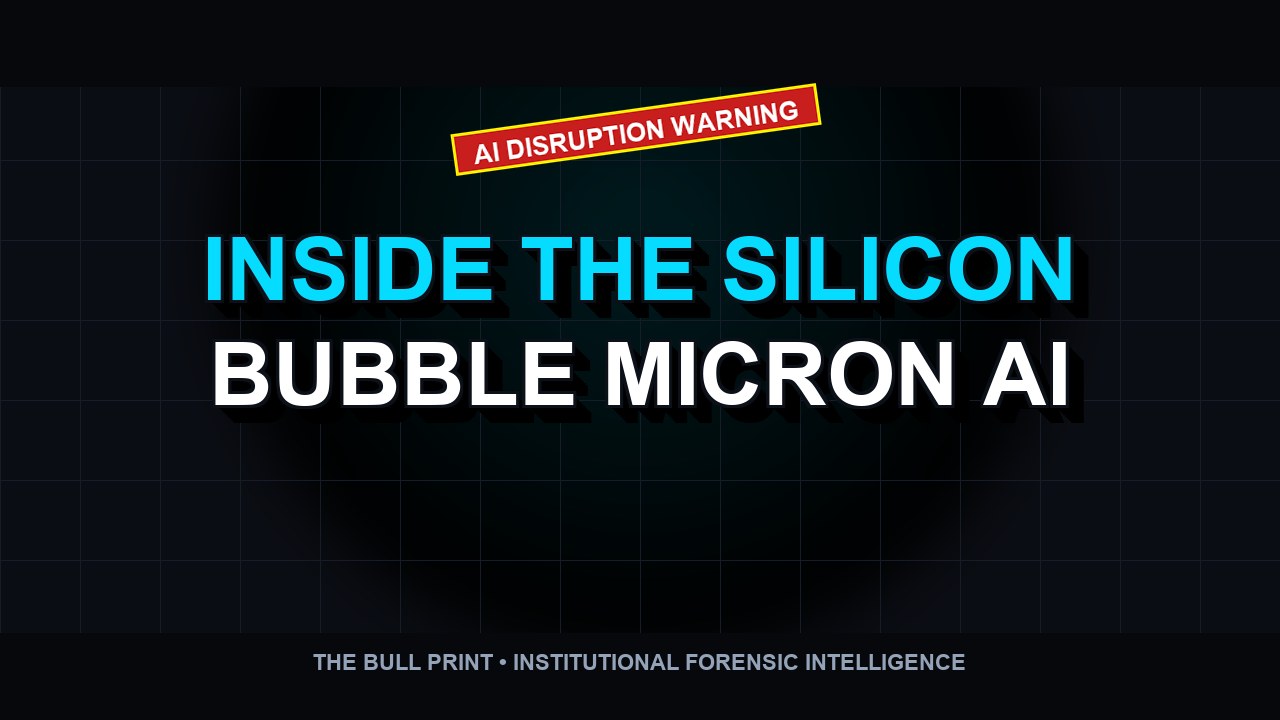 AI DISRUPTION WARNING
INSIDE THE SILICON
BUBBLE MICRON AI
THE BULL PRINT • INSTITUTIONAL FORENSIC INTELLIGENCE